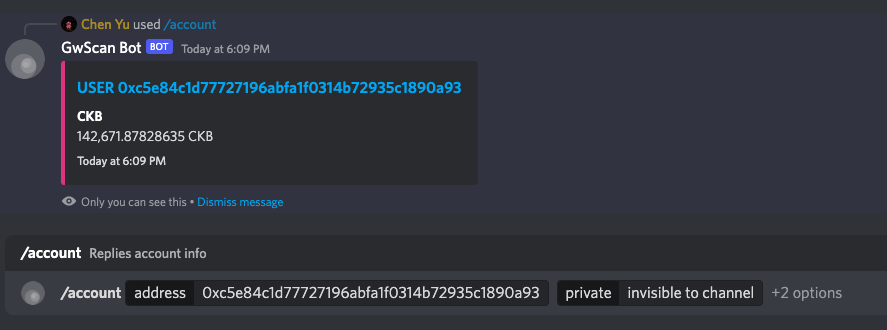 Chen Yu used /account
GwScan Bot BOT Today at 6:09 PM
USER 0xc5e84c1d77727196abfa1f0314b72935c1890a93
CKB
142,671.87828635 CKB
Today at 6:09 PM
Only you can see this • Dismiss message
/account Replies account info
/account address 0xc5e84c1d77727196abfa1f0314b72935c1890a93 private invisible to channel +2 options